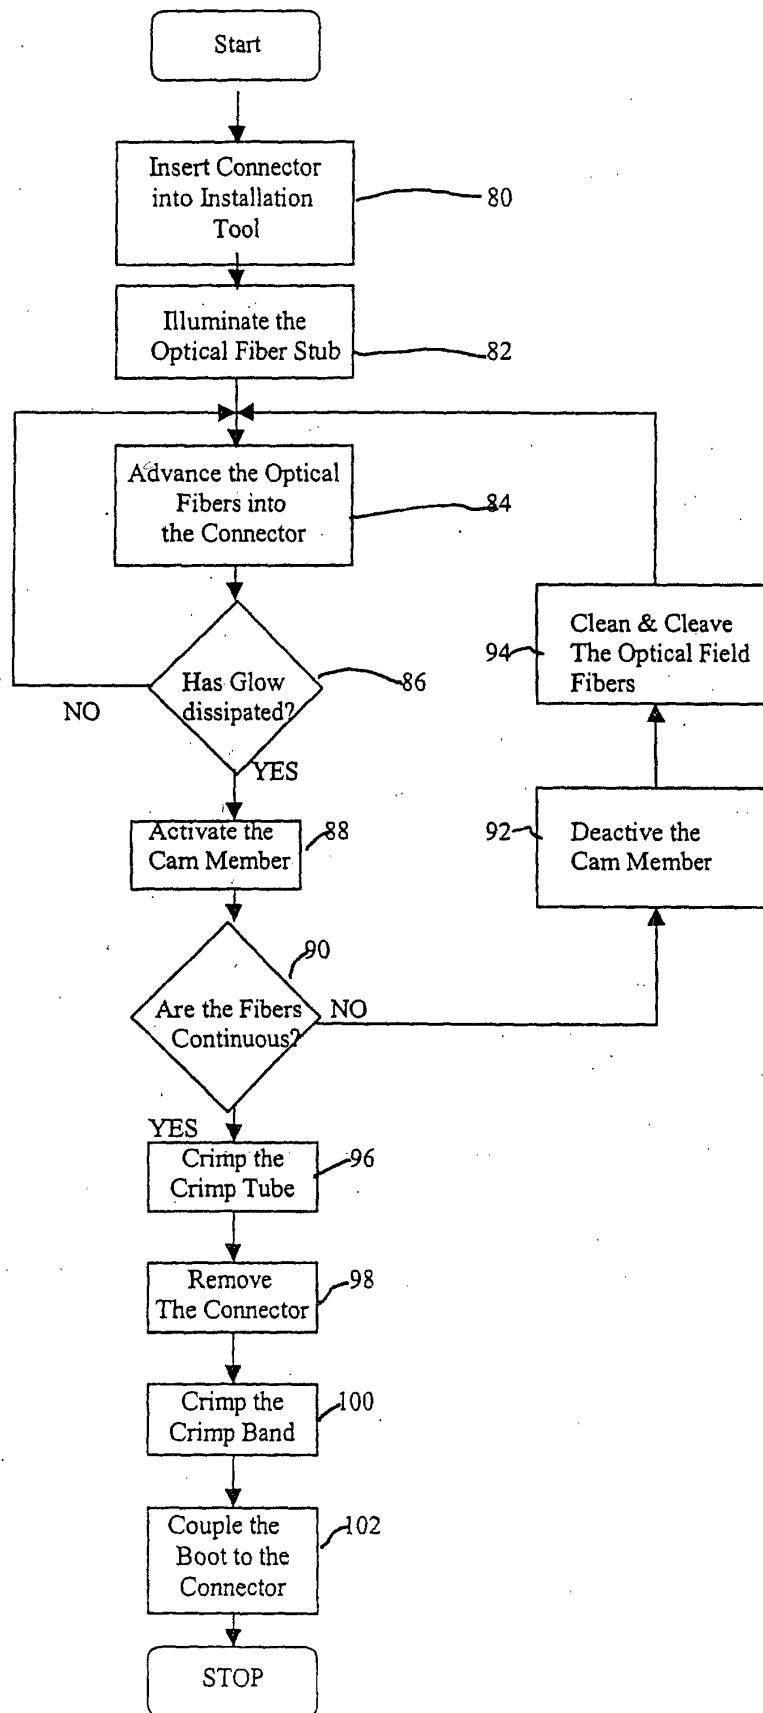 Start
Insert Connector
into Installation
Tool
80
Illuminate the
Optical Fiber Stub
82
Advance the Optical
Fibers into
the Connector
84
Has Glow
dissipated?
86
NO
YES
Activate the
Cam Member
88
Are the Fibers
Continuous?
90
NO
92
Deactive the
Cam Member
94
Clean & Cleave
The Optical Field
Fibers
YES
Crimp the
Crimp Tube
96
Remove
The Connector
98
Crimp the
Crimp Band
100
Couple the
Boot to the
Connector
102
STOP